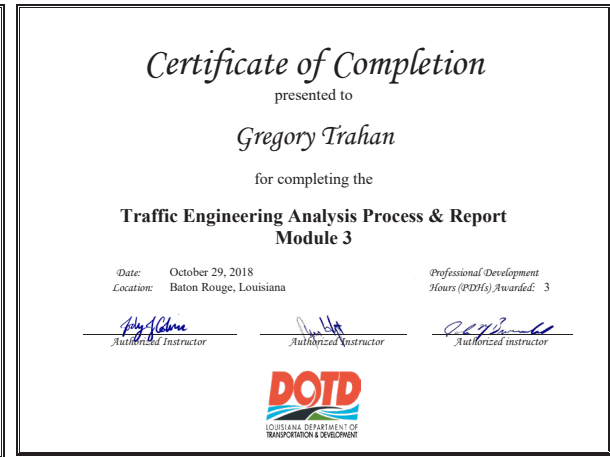 Certificate of Completion
presented to
Gregory Trahan
for completing the
Traffic Engineering Analysis Process & Report
Module 3
Date: October 29, 2018
Location: Baton Rouge, Louisiana
Professional Development
Hours (PDHs) Awarded: 3
Authorized Instructor
Authorized Instructor
Authorized instructor
DOTD
LOUISIANA DEPARTMENT OF
TRANSPORTATION & DEVELOPMENT